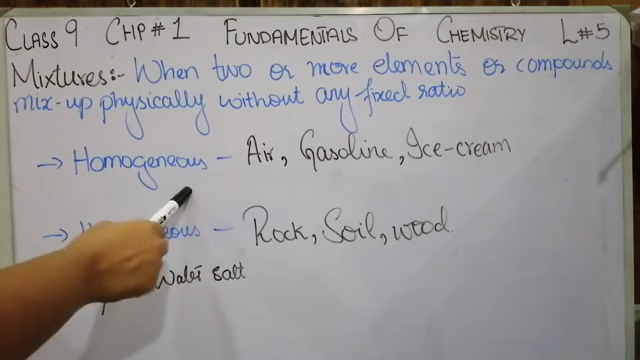 CLASS 9 CHP # 1 FUNDAMENTALS OF CHEMISTRY L#5
Mixtures:- When two or more elements or compounds
mix-up physically without any fixed ratio
→ Homogeneous - Air, Gasoline, Ice-cream
→ - Rock, Soil, wood
Water salt